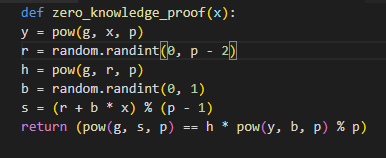 def zero_knowledge_proof(x):
y = pow(g, x, p)
r = random.randint(0, p - 2)
h = pow(g, r, p)
b = random.randint(0, 1)
s = (r + b * x) % (p - 1)
return (pow(g, s, p) == h * pow(y, b, p) % p)